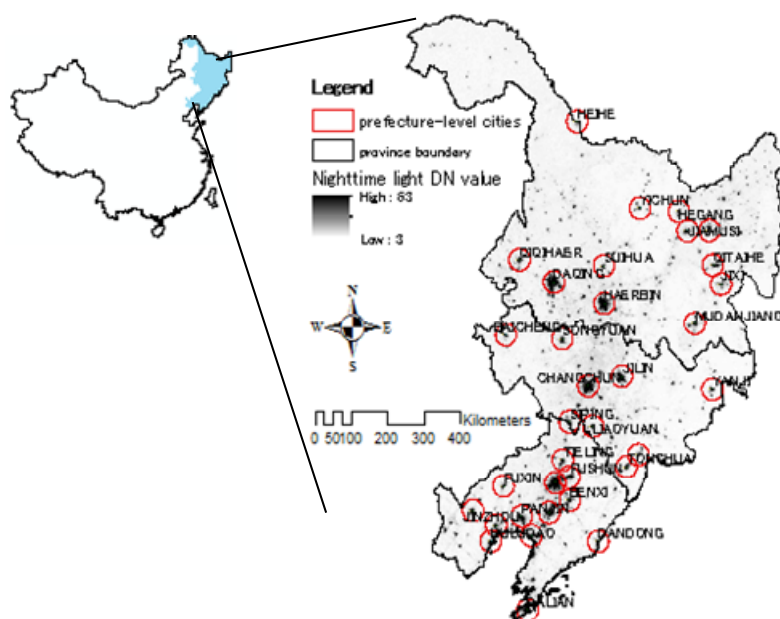 Legend
prefecture-level cities
province boundary
Nighttime light DN value
High : 63
Low : 3
N
W E
S
Kilometers
0 50100 200 300 400
HEIHE
YICHUN
HEGANG
JIAMUSI
QIQIHAER
SUIHUA
QITAIHE
JIXI
DAQING
HAERBIN
MUDANJIANG
BAICHENG
SONGYUAN
JILIN
CHANGCHUN
YANJI
SIPING
LIAOYUAN
TIELING
TONGHUA
FUSHUN
FUXIN
BENXI
PANJIN
JINZHOU
HULUDAO
DANDONG
DALIAN